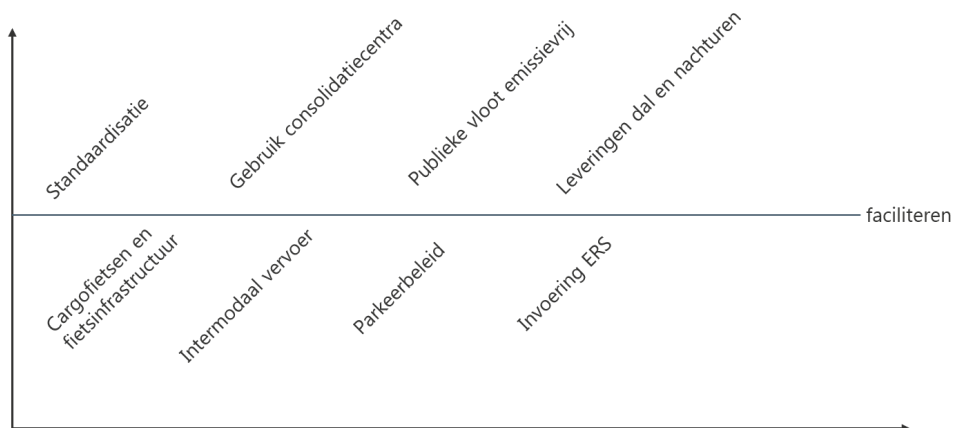 Standaardisatie
Gebruik consolidatiecentra
Publieke vloot emissievrij
Leveringen dal en nachturen
faciliteren
Cargofietsen en
fietsinfrastructuur
Intermodaal vervoer
Parkeerbeleid
Invoering ERS